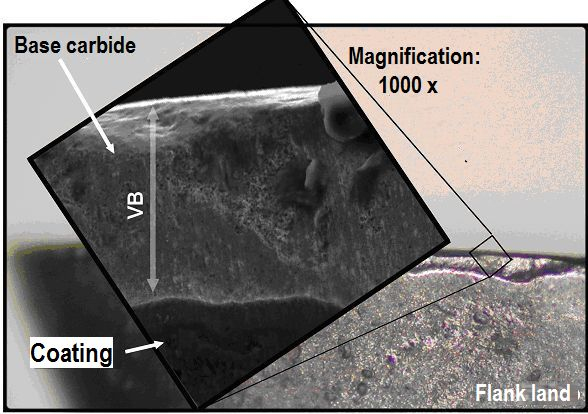 Base carbide
Magnification:
1000 x
VB
Coating
Flank land